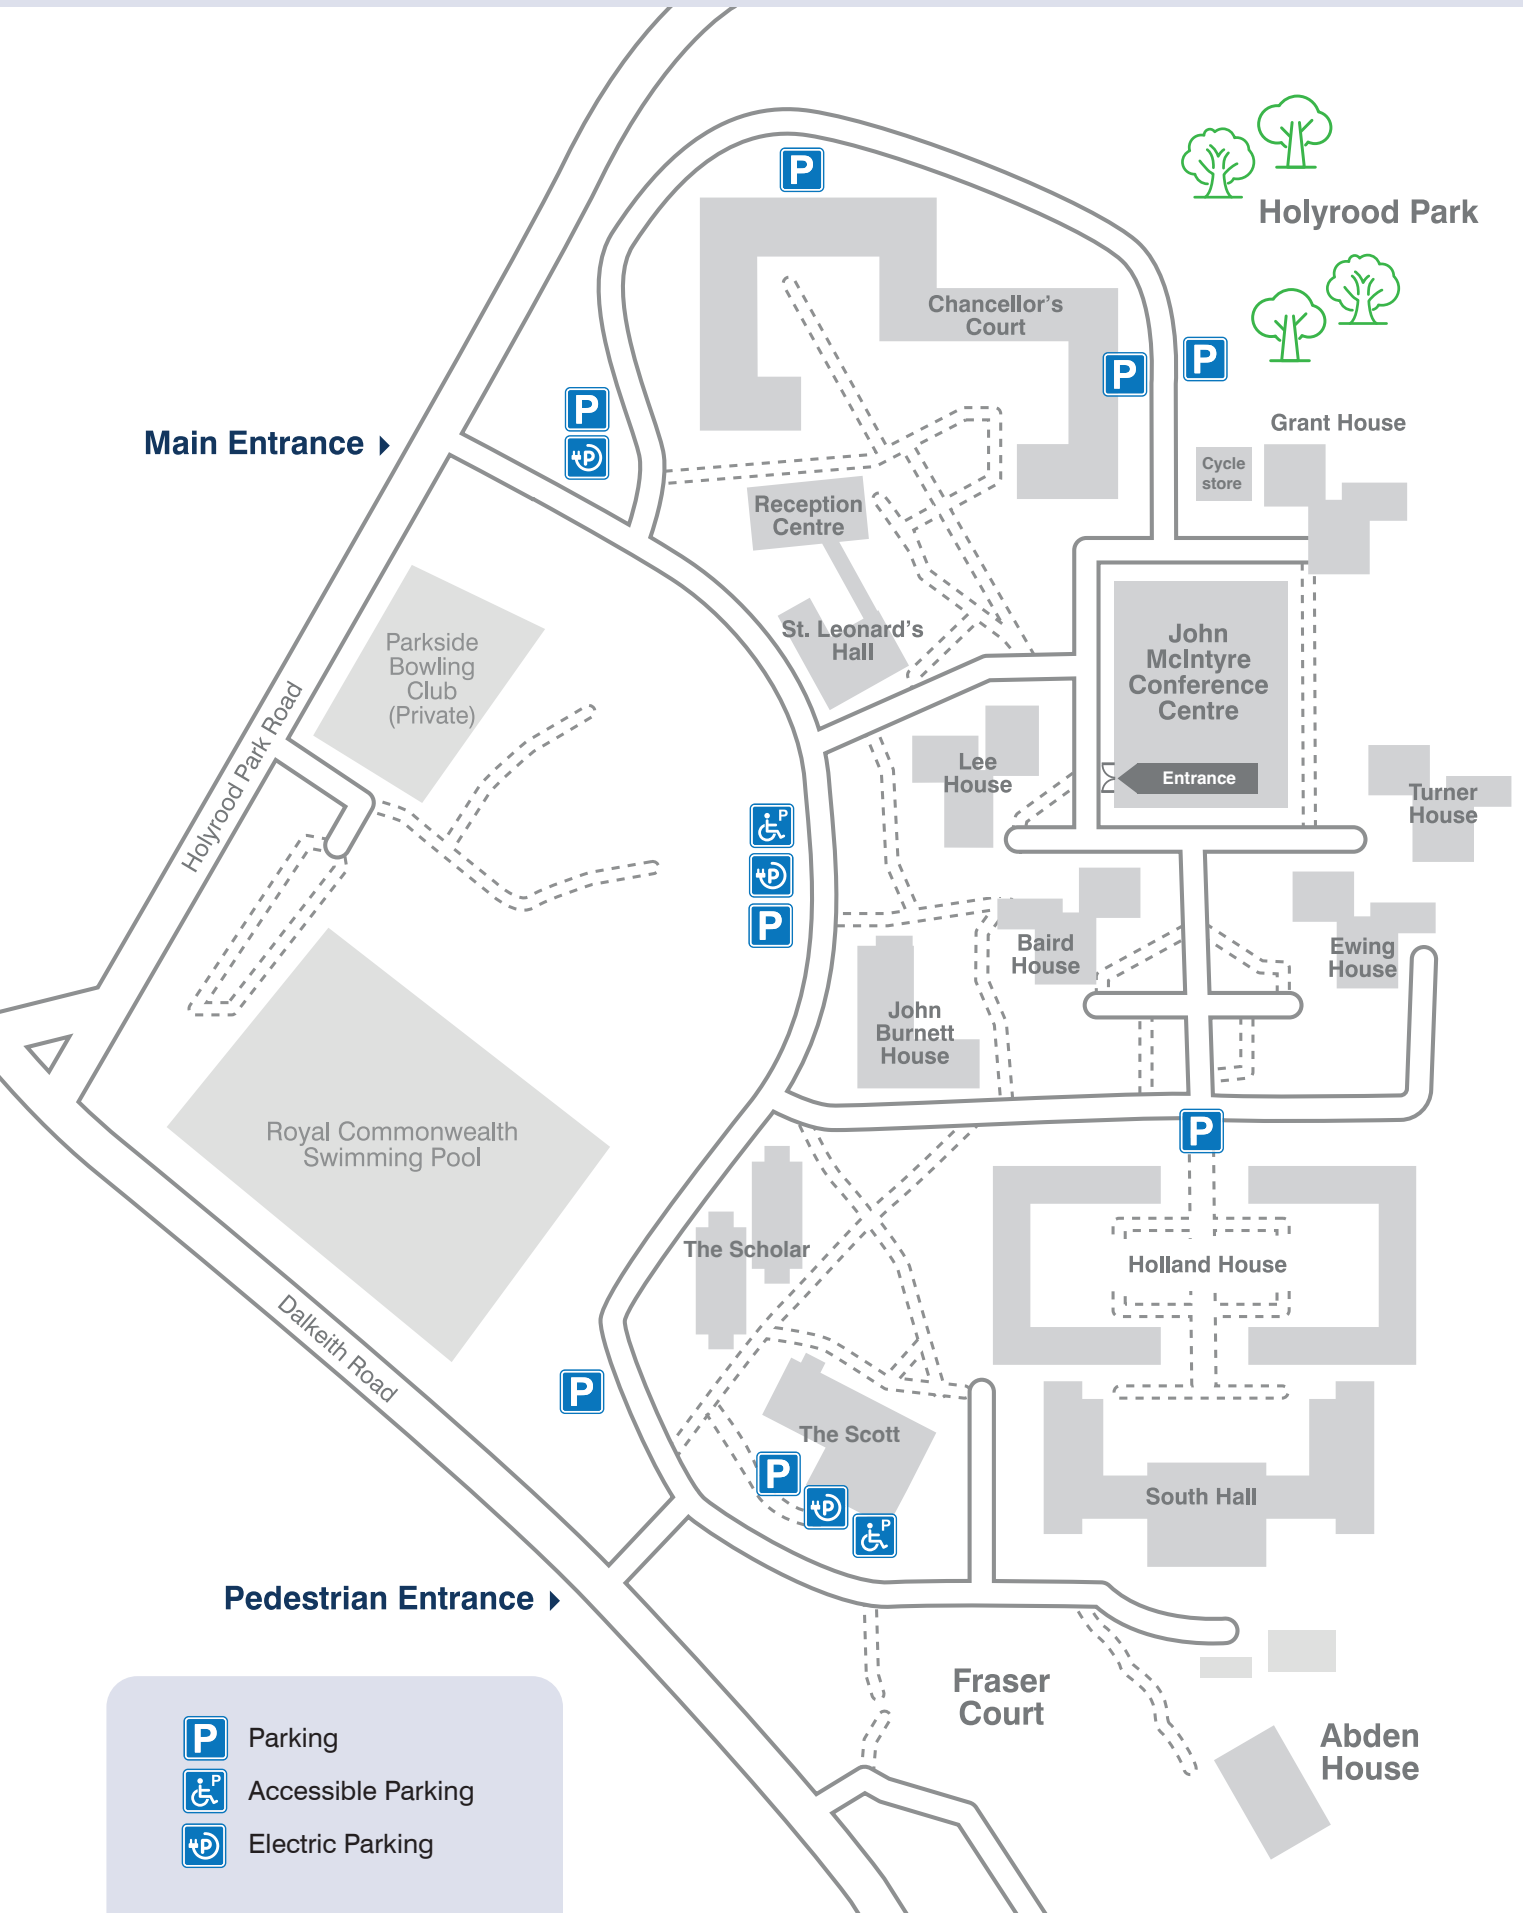 P
Holyrood Park
Chancellor's
Court
P
P
P
P
Main Entrance
Grant House
Cycle
store
Reception
Centre
St. Leonard's
Hall
Parkside
Bowling
Club
(Private)
John
McIntyre
Conference
Centre
Entrance
Holyrood Park Road
Lee
House
Turner
House
P
P
P
Baird
House
Ewing
House
John
Burnett
House
Royal Commonwealth
Swimming Pool
P
The Scholar
Holland House
Dalkeith Road
P
The Scott
P
P
P
South Hall
Pedestrian Entrance
Fraser
Court
Abden
House
P Parking
P Accessible Parking
P Electric Parking